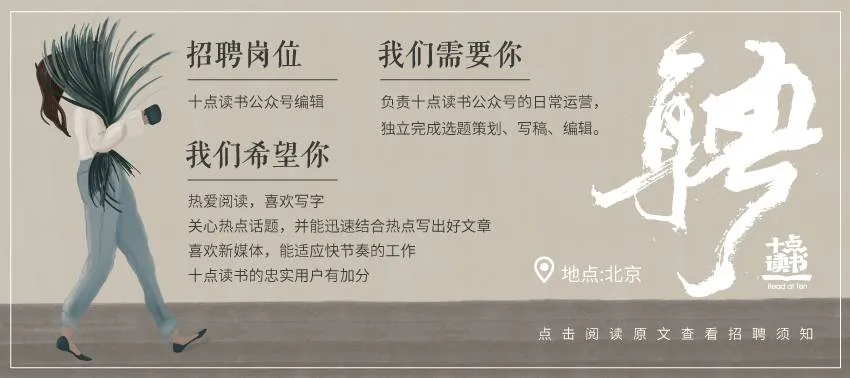 招聘岗位
十点读书公众号编辑
我们需要你
负责十点读书公众号的日常运营，
独立完成选题策划、写稿、编辑。
我们希望你
热爱阅读，喜欢写字
关心热点话题，并能迅速结合热点写出好文章
喜欢新媒体，能适应快节奏的工作
十点读书的忠实用户有加分
聘
十点
读书
Read at Ten
地点:北京
点击阅读原文查看招聘须知